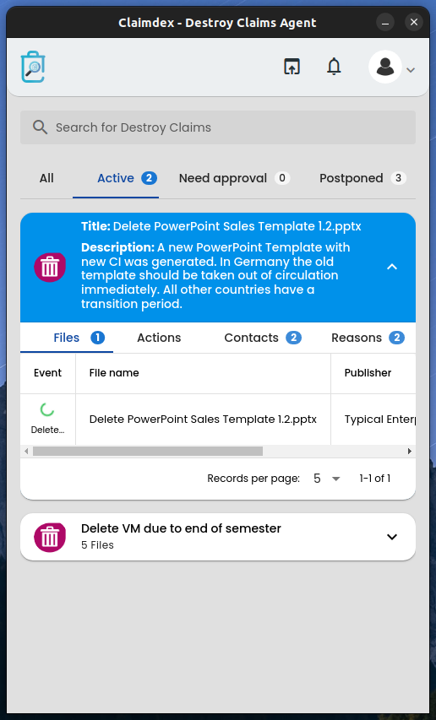 Claimdex - Destroy Claims Agent
Search for Destroy Claims
All Active 2 Need approval 0 Postponed 3
Title: Delete PowerPoint Sales Template 1.2.pptx
Description: A new PowerPoint Template with
new CI was generated. In Germany the old
template should be taken out of circulation
immediately. All other countries have a
transition period.
Files 1 Actions Contacts 2 Reasons 2
Event File name Publisher
Delete PowerPoint Sales Template 1.2.pptx Typical Enterp
Delete...
Records per page: 5 1-1 of 1
Delete VM due to end of semester
5 Files